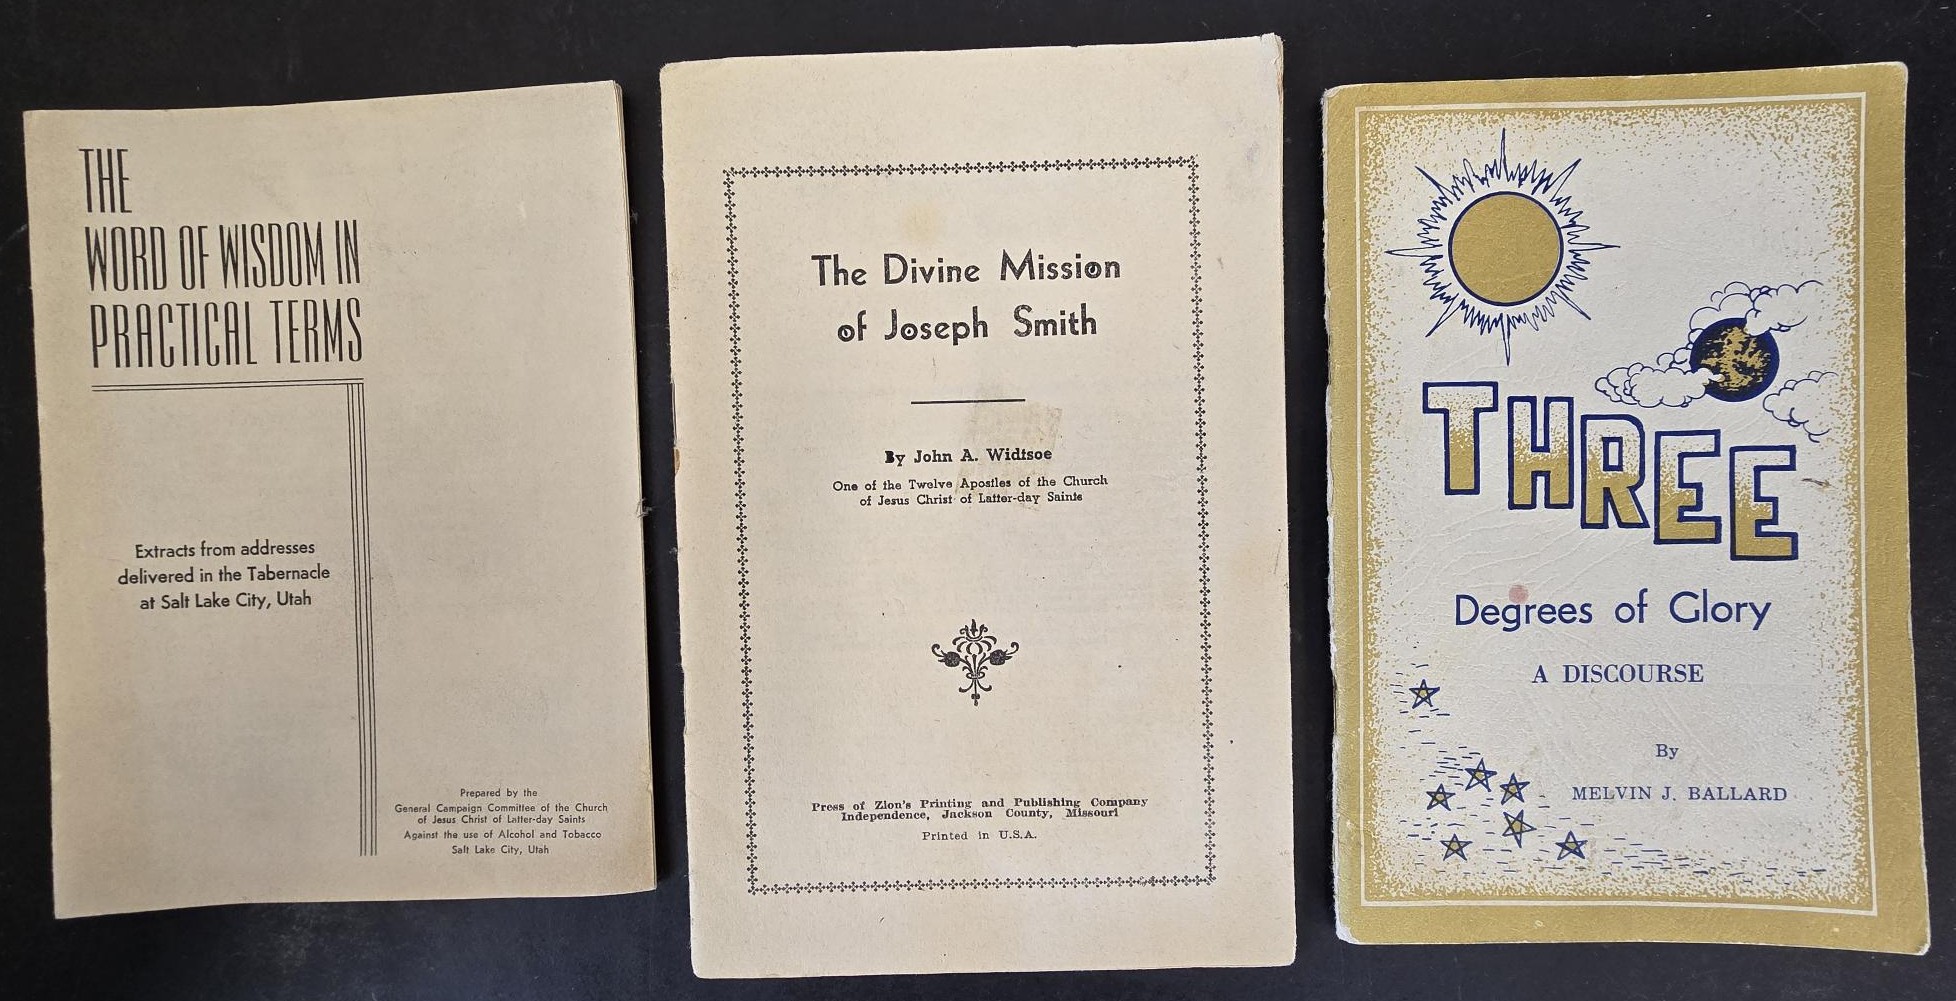 THE
WORD OF WISDOM IN
PRACTICAL TERMS
Extracts from addresses
delivered in the Tabernacle
at Salt Lake City, Utah
Prepared by the
General Campaign Committee of the Church
of Jesus Christ of Latter-day Saints
Against the use of Alcohol and Tobacco
Salt Lake City, Utah
The Divine Mission
of Joseph Smith
By John A. Widtsoe
One of the Twelve Apostles of the Church
of Jesus Christ of Latter-day Saints
Press of Zion's Printing and Publishing Company
Independence, Jackson County, Missouri
Printed in U.S.A.
THREE
Degrees of Glory
A DISCOURSE
By
MELVIN J. BALLARD